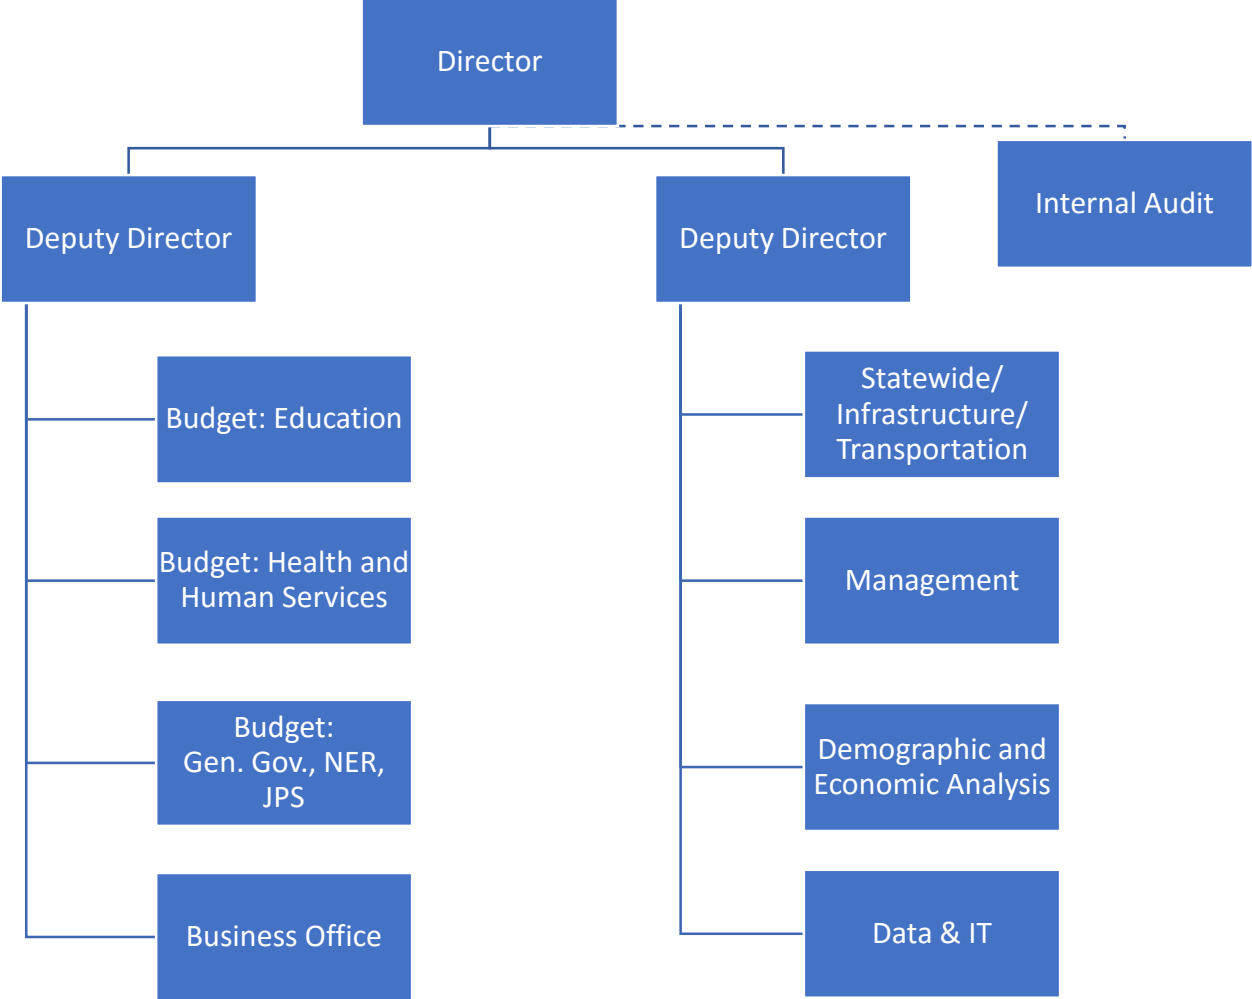 Director
Internal Audit
Deputy Director
Deputy Director
Budget: Education
Budget: Health and
Human Services
Budget:
Gen. Gov., NER,
JPS
Business Office
Statewide/
Infrastructure/
Transportation
Management
Demographic and
Economic Analysis
Data & IT